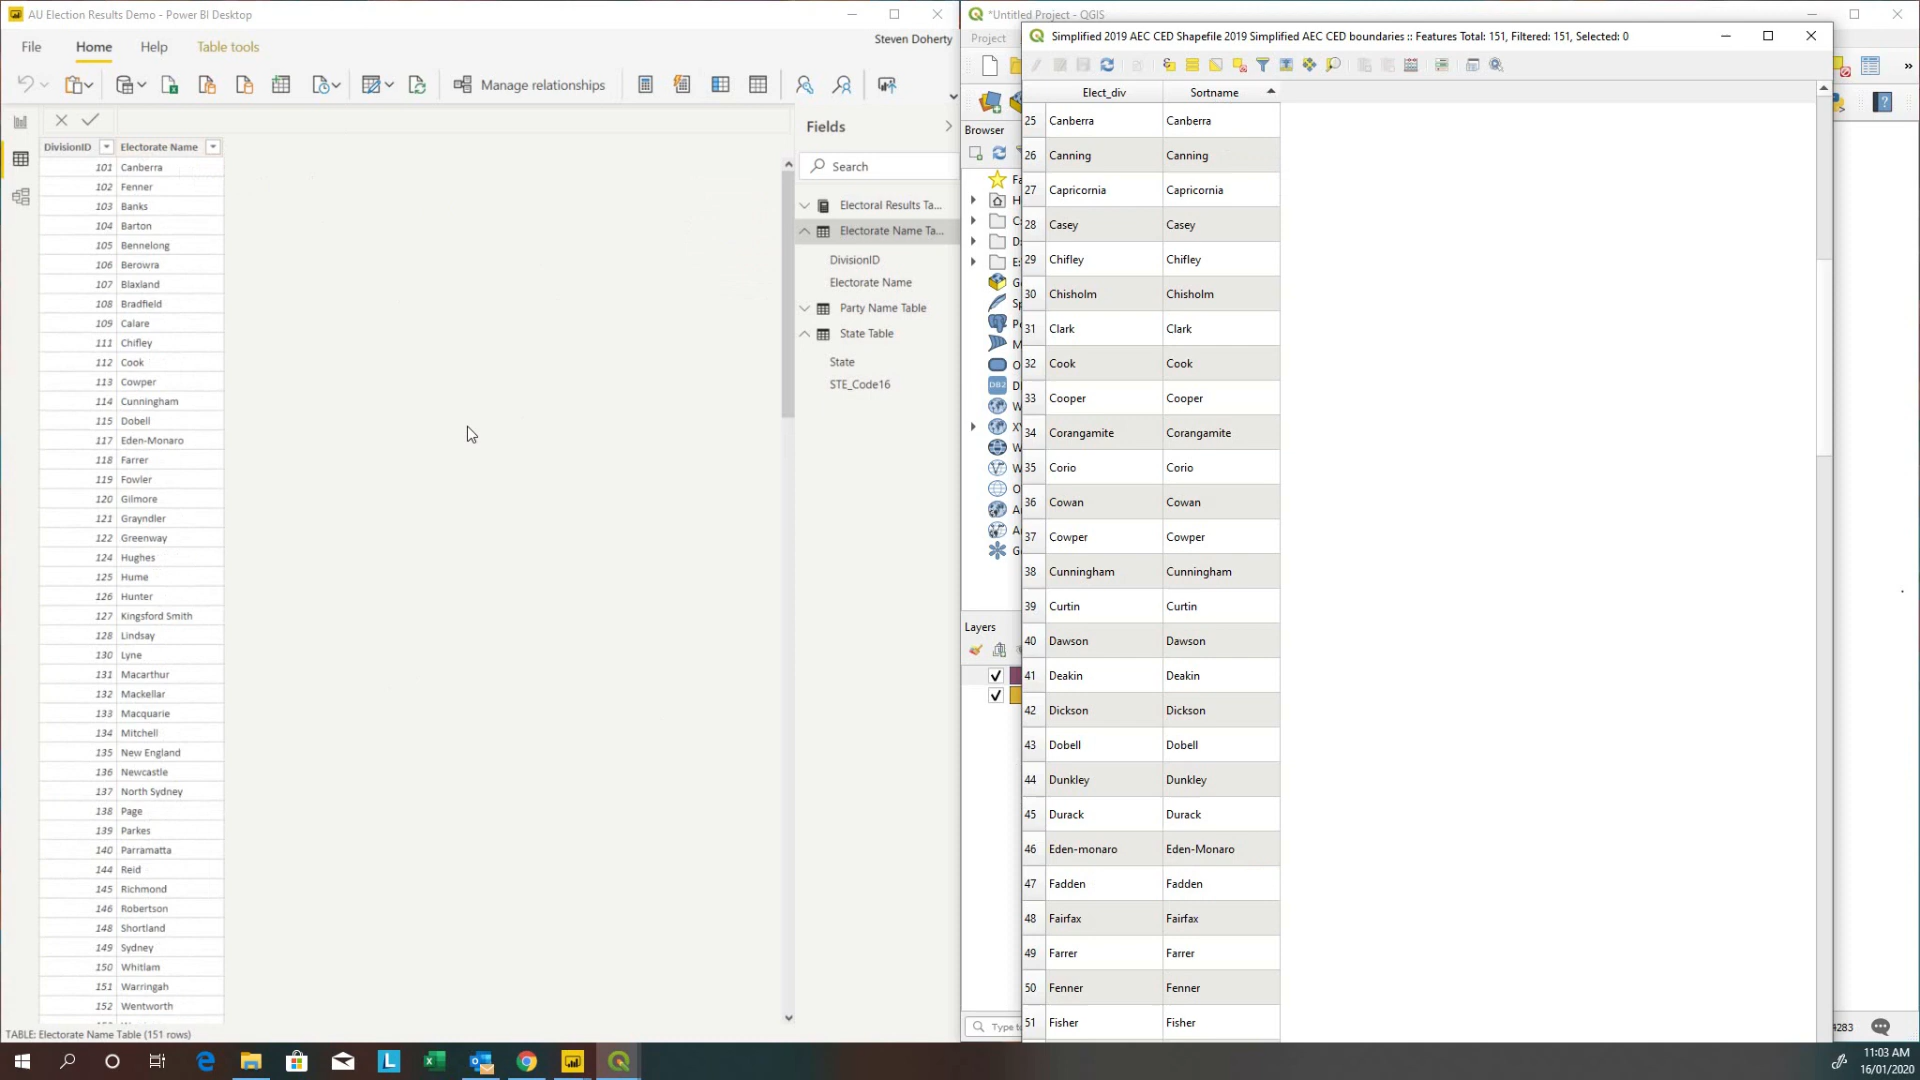 AU Election Results Demo - Power BI Desktop
Steven Doherty
File Home Help Table tools
Manage relationships
DivisionID Electorate Name
101 Canberra
102 Fenner
103 Banks
104 Barton
105 Bennelong
106 Berowra
107 Blaxland
108 Bradfield
109 Calare
111 Chifley
112 Cook
113 Cowper
114 Cunningham
115 Dobell
117 Eden-Monaro
118 Farrer
119 Fowler
120 Gilmore
121 Grayndler
122 Greenway
124 Hughes
125 Hume
126 Hunter
127 Kingsford Smith
128 Lindsay
130 Lyne
131 Macarthur
132 Mackellar
133 Macquarie
134 Mitchell
135 New England
136 Newcastle
137 North Sydney
138 Page
139 Parkes
140 Parramatta
144 Reid
145 Richmond
146 Robertson
148 Shortland
149 Sydney
150 Whitlam
151 Warringah
152 Wentworth
TABLE: Electorate Name Table (151 rows)
Fields
Search
Electoral Results Ta...
Electorate Name Ta...
DivisionID
Electorate Name
Party Name Table
State Table
State
STE_Code16
*Untitled Project - QGIS
Project
Browser
DB2
Layers
Type to
Simplified 2019 AEC CED Shapefile 2019 Simplified AEC CED boundaries :: Features Total: 151, Filtered: 151, Selected: 0
Elect_div Sortname
25 Canberra Canberra
26 Canning Canning
27 Capricornia Capricornia
28 Casey Casey
29 Chifley Chifley
30 Chisholm Chisholm
31 Clark Clark
32 Cook Cook
33 Cooper Cooper
34 Corangamite Corangamite
35 Corio Corio
36 Cowan Cowan
37 Cowper Cowper
38 Cunningham Cunningham
39 Curtin Curtin
40 Dawson Dawson
41 Deakin Deakin
42 Dickson Dickson
43 Dobell Dobell
44 Dunkley Dunkley
45 Durack Durack
46 Eden-monaro Eden-Monaro
47 Fadden Fadden
48 Fairfax Fairfax
49 Farrer Farrer
50 Fenner Fenner
51 Fisher Fisher
4283
11:03 AM
16/01/2020